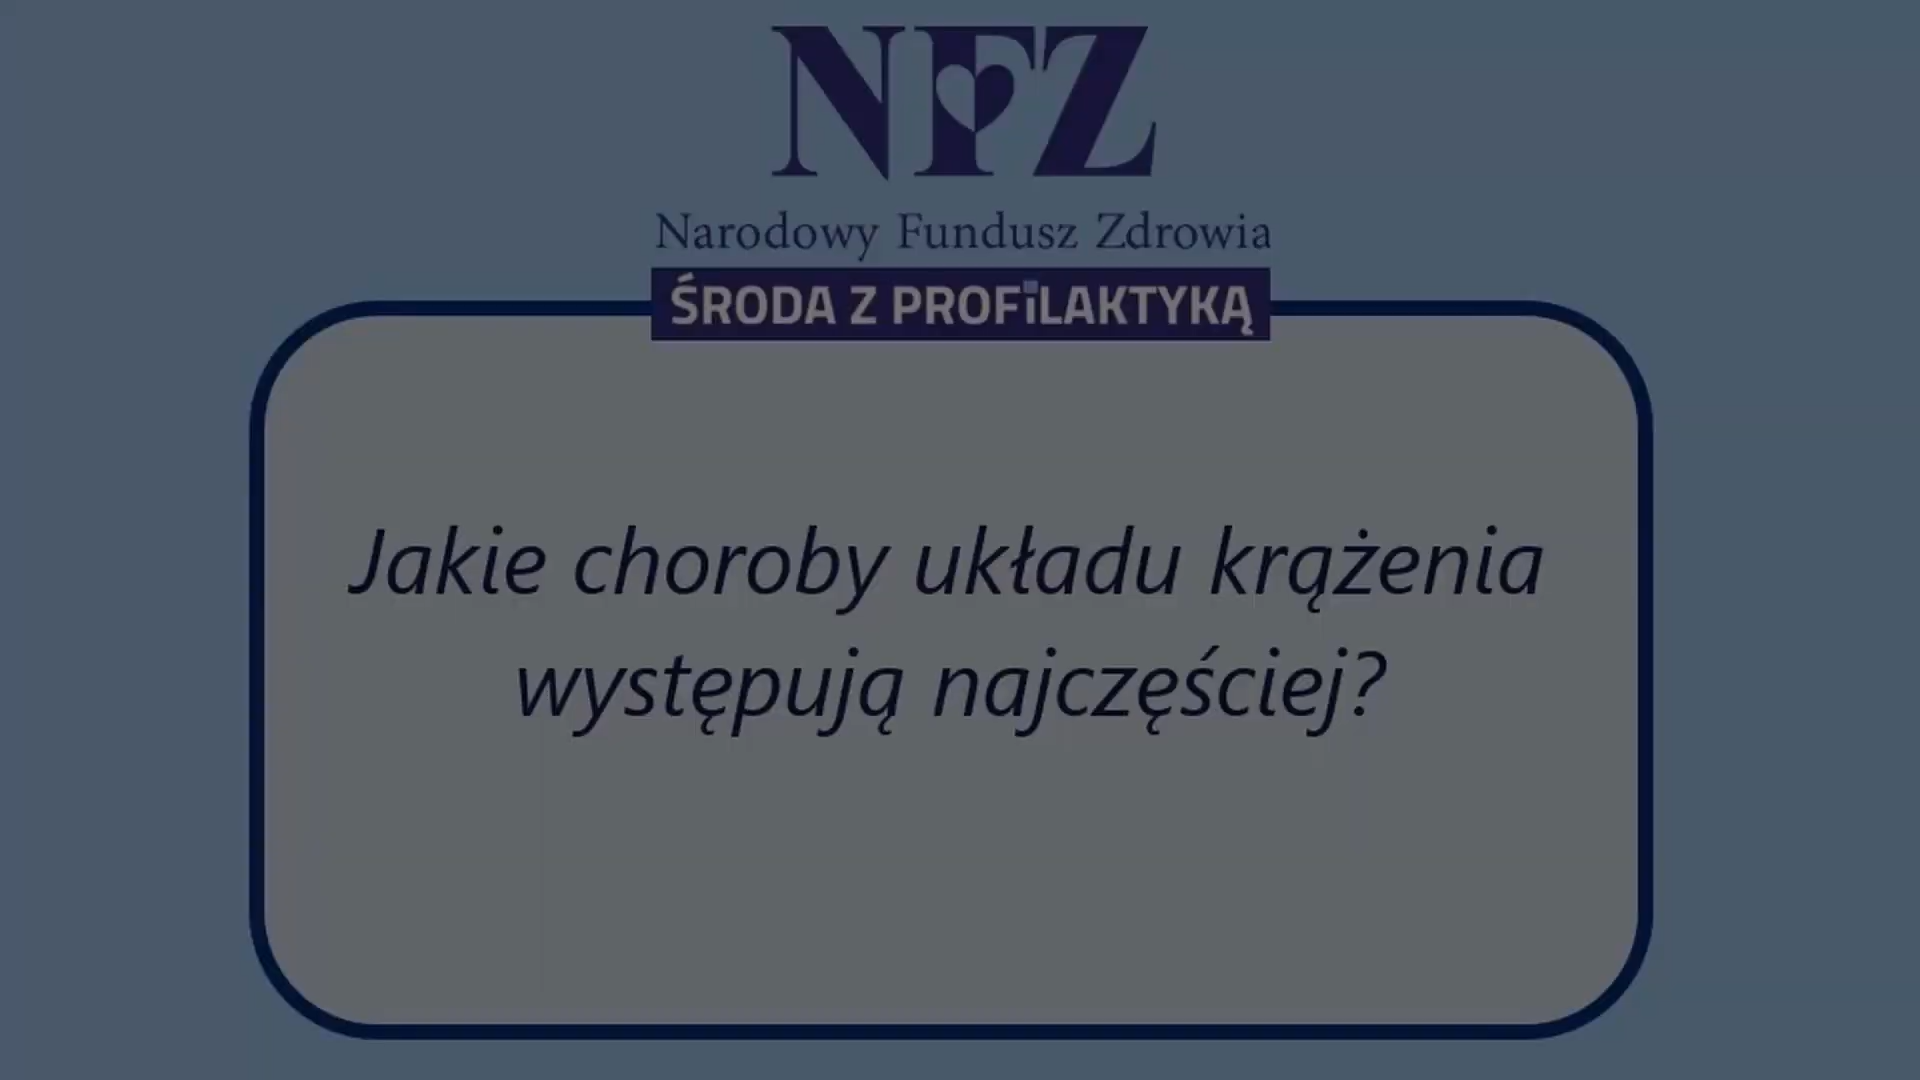 NFZ
Narodowy Fundusz Zdrowia
ŚRODA Z PROFiLAKTYKĄ
Jakie choroby układu krążenia
występują najczęściej?